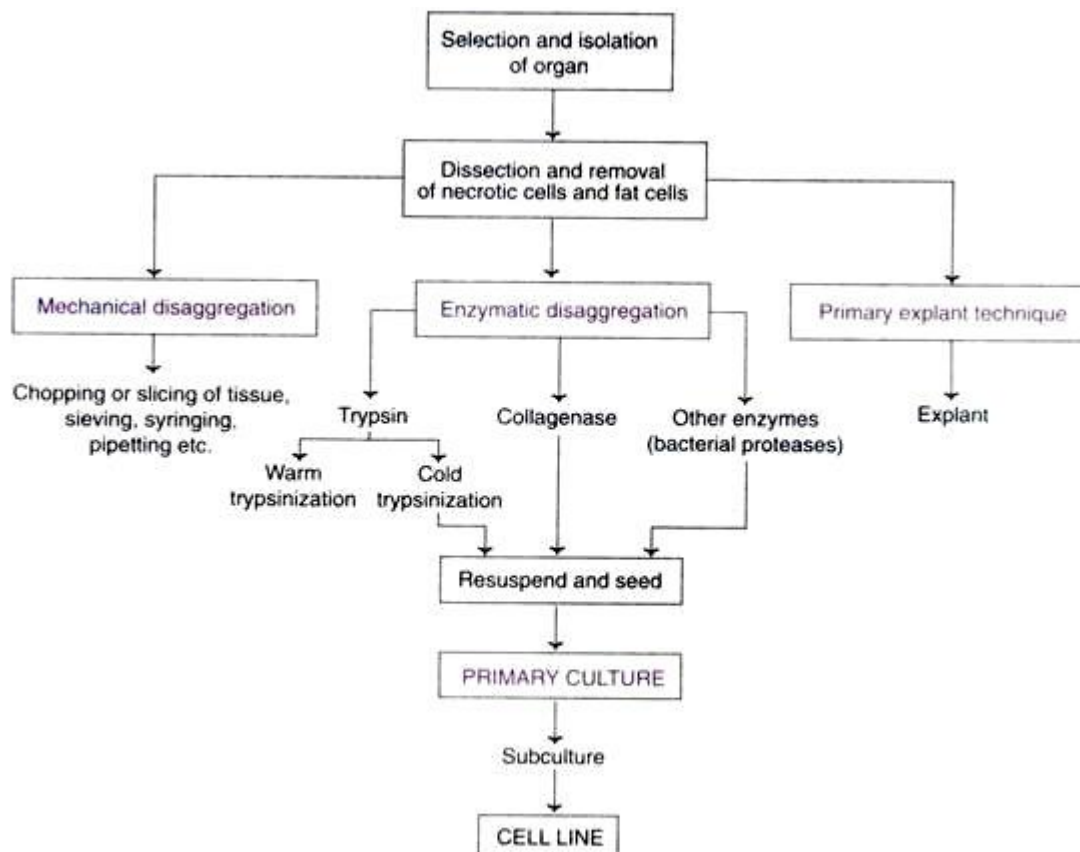 Selection and isolation
of organ
Dissection and removal
of necrotic cells and fat cells
Mechanical disaggregation
Enzymatic disaggregation
Primary explant technique
Chopping or slicing of tissue,
sieving, syringing,
pipetting etc.
Trypsin
Collagenase
Other enzymes
(bacterial proteases)
Explant
Warm
trypsinization
Cold
trypsinization
Resuspend and seed
PRIMARY CULTURE
Subculture
CELL LINE